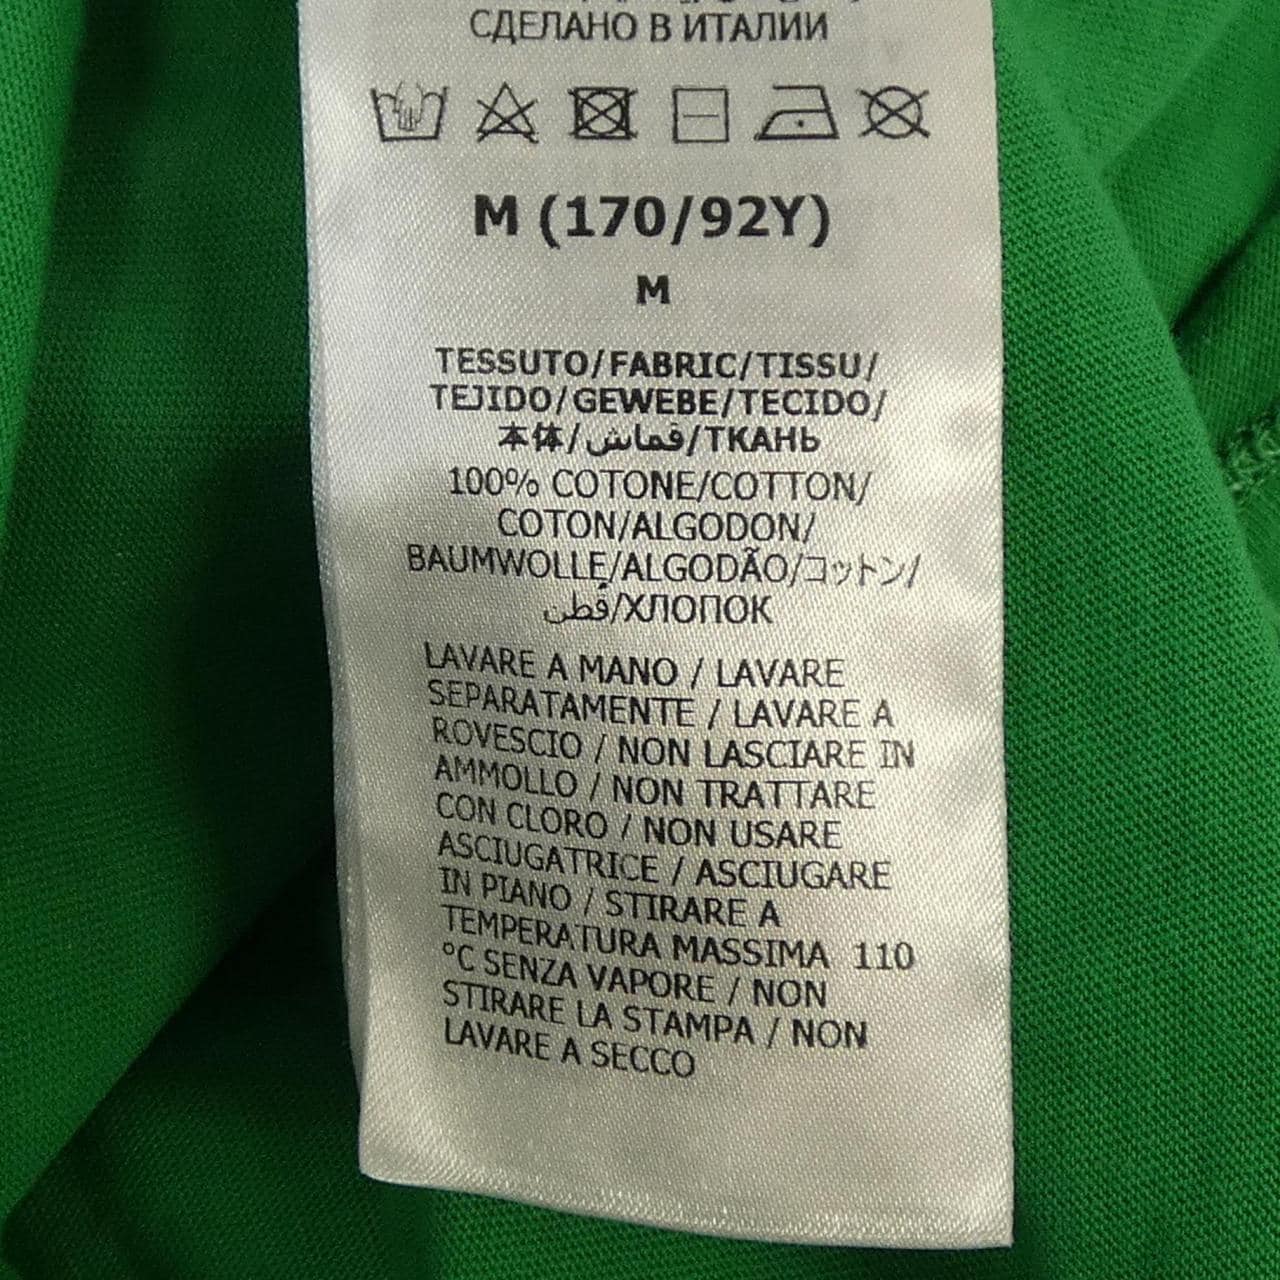 СДЕЛАНО В ИТАЛИИ
M (170/92Y)
M
TESSUTO/FABRIC/TISSU/
TEJIDO/GEWEBE/TECIDO/
本体/قماش/ТКАНЬ
100% COTONE/COTTON/
COTON/ALGODON/
BAUMWOLLE/ALGODÃO/コットン/
قُطن/ХЛОПОК
LAVARE A MANO / LAVARE
SEPARATAMENTE / LAVARE A
ROVESCIO / NON LASCIARE IN
AMMOLLO / NON TRATTARE
CON CLORO / NON USARE
ASCIUGATRICE / ASCIUGARE
IN PIANO / STIRARE A
TEMPERATURA MASSIMA 110
°C SENZA VAPORE / NON
STIRARE LA STAMPA / NON
LAVARE A SECCO